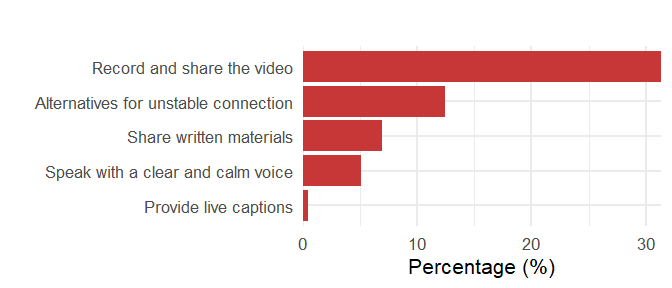 Record and share the video
Alternatives for unstable connection
Share written materials
Speak with a clear and calm voice
Provide live captions
0 10 20 30
Percentage (%)